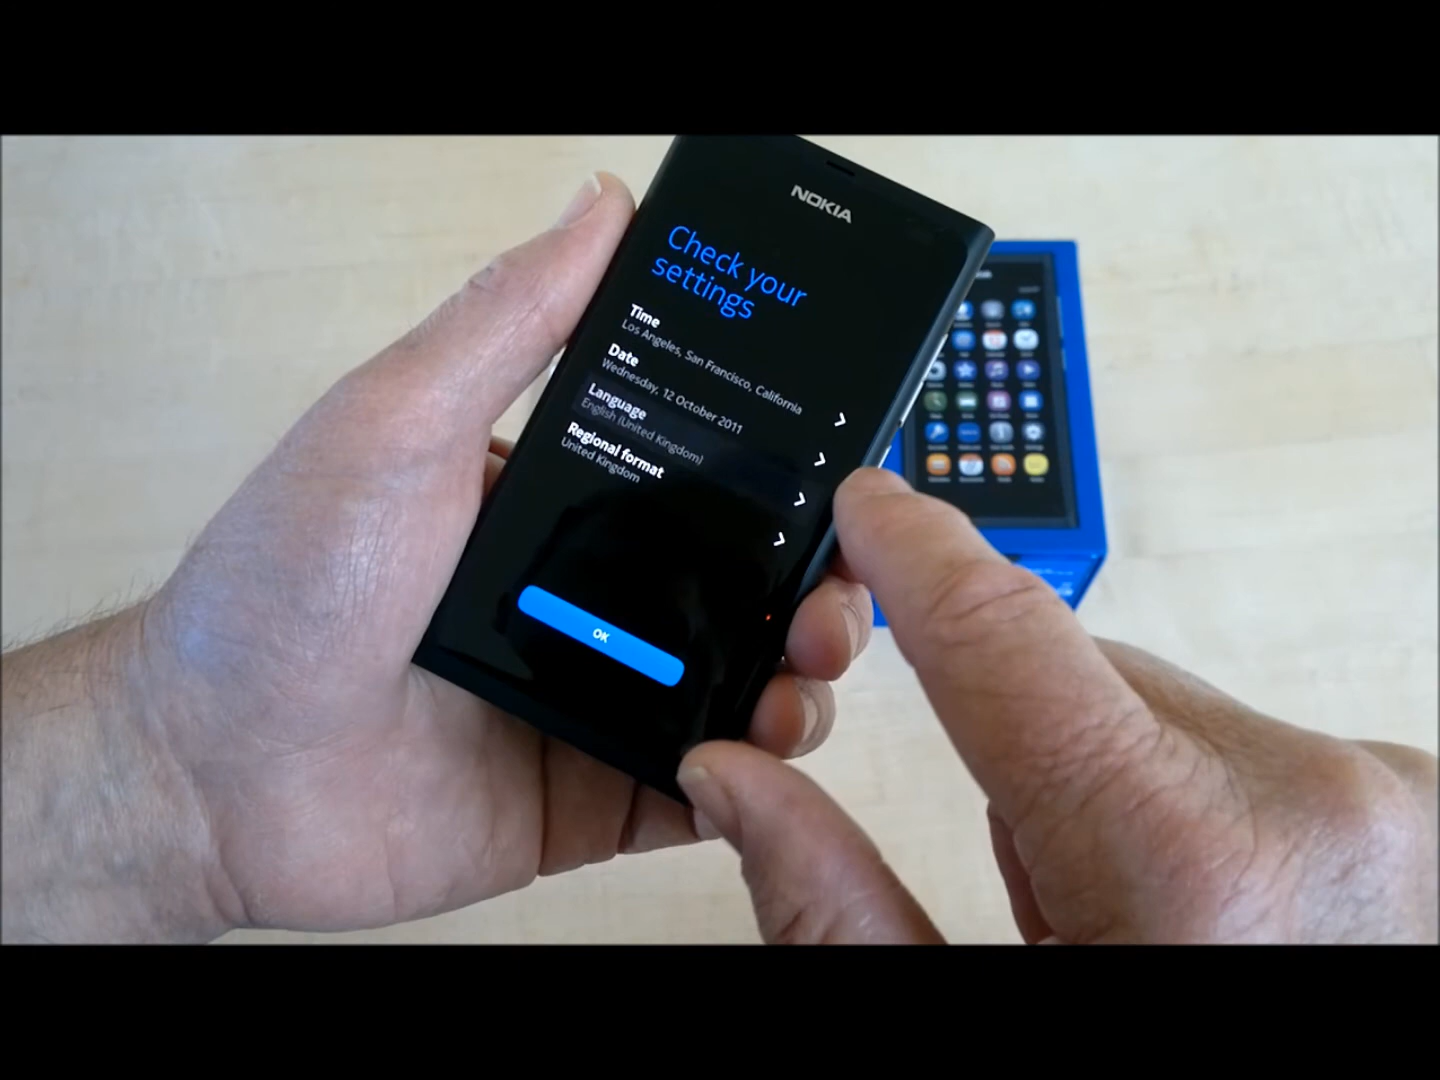 NOKIA
Check your
settings
Time
Los Angeles, San Francisco, California
Date
Wednesday, 12 October 2011
Language
English (United Kingdom)
Regional format
United Kingdom
OK